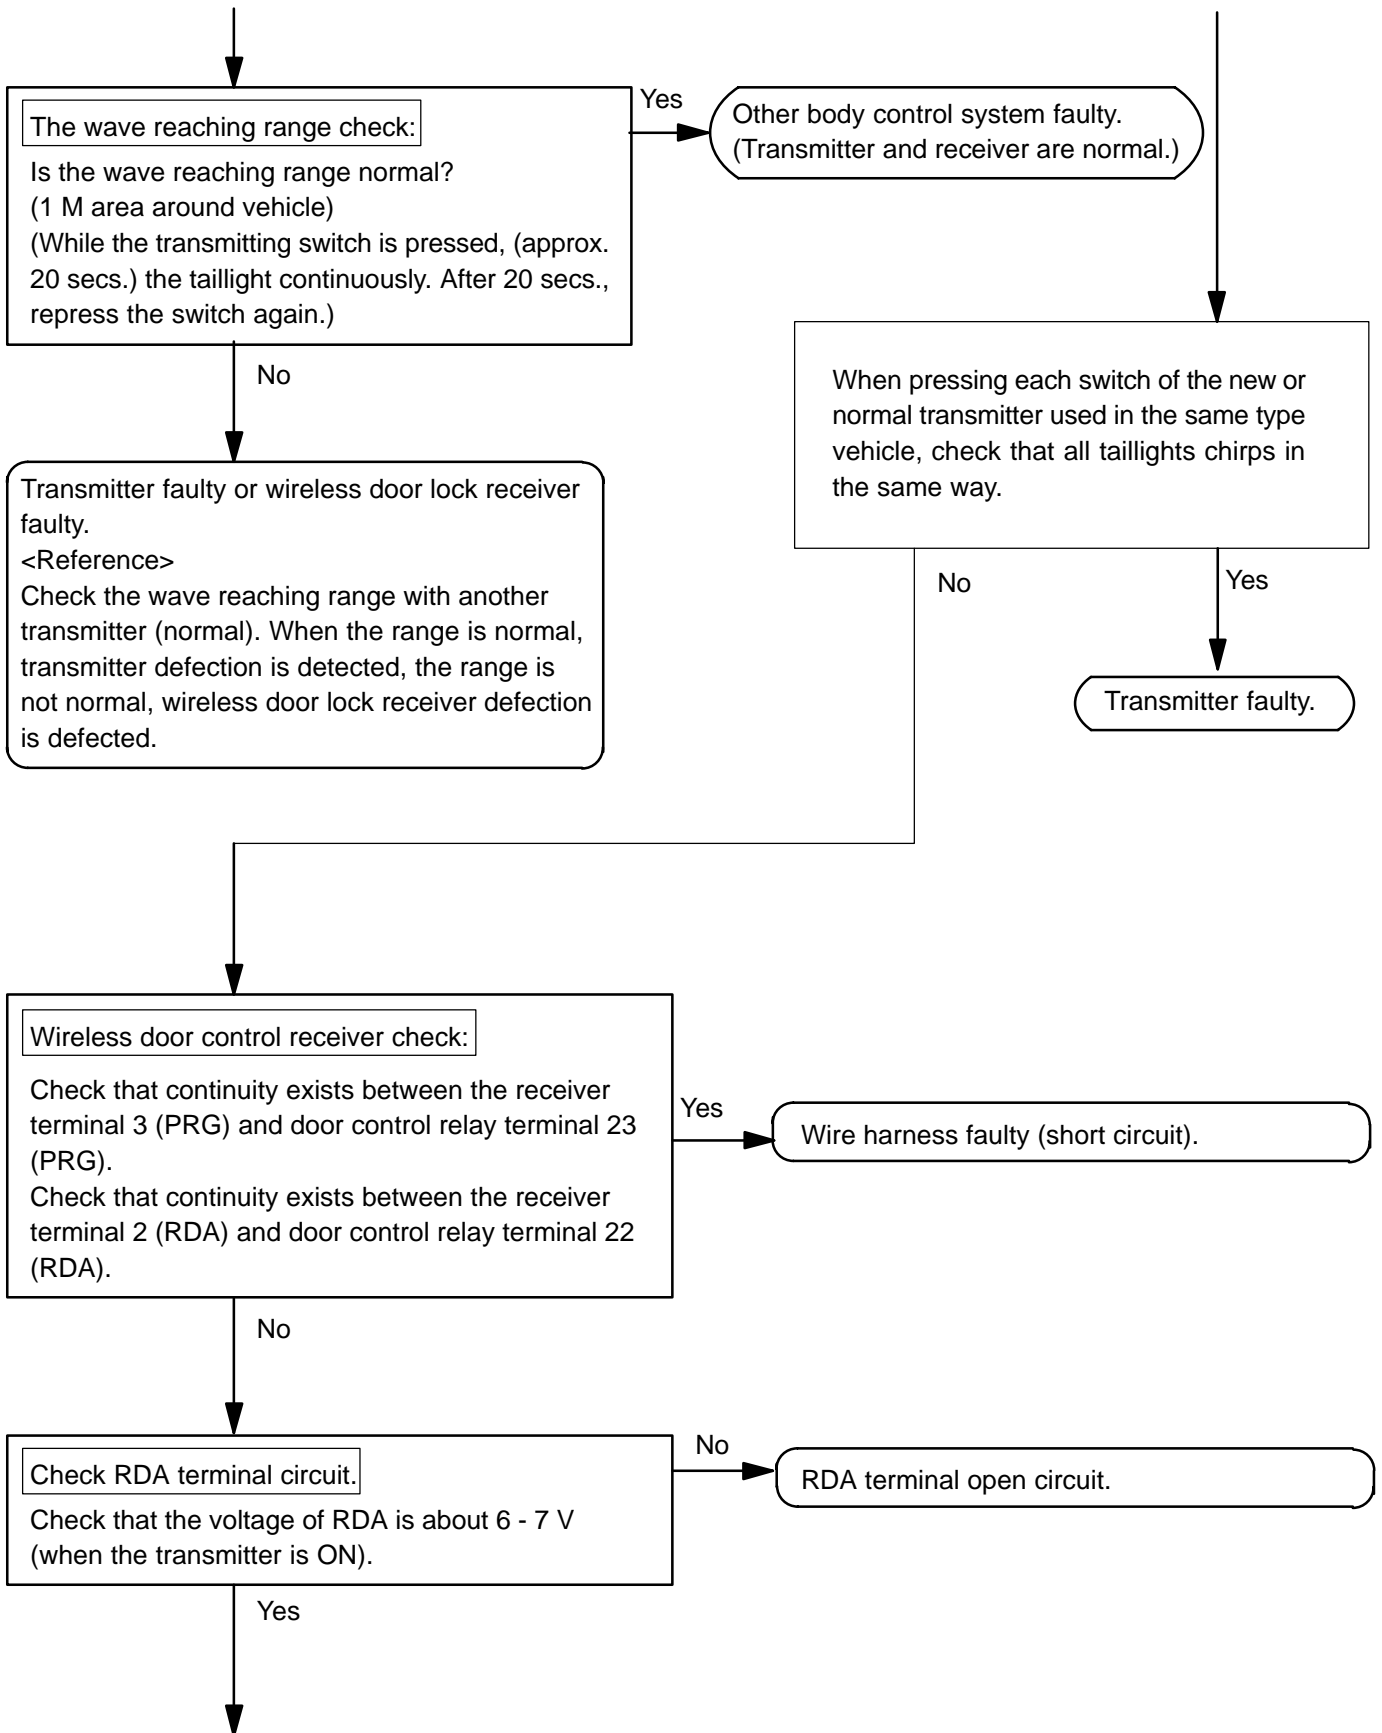 The wave reaching range check:
Is the wave reaching range normal?
(1 M area around vehicle)
(While the transmitting switch is pressed, (approx.
20 secs.) the taillight continuously. After 20 secs.,
repress the switch again.)
Yes
Other body control system faulty.
(Transmitter and receiver are normal.)
No
Transmitter faulty or wireless door lock receiver
faulty.
<Reference>
Check the wave reaching range with another
transmitter (normal). When the range is normal,
transmitter defection is detected, the range is
not normal, wireless door lock receiver defection
is defected.
When pressing each switch of the new or
normal transmitter used in the same type
vehicle, check that all taillights chirps in
the same way.
No
Yes
Transmitter faulty.
Wireless door control receiver check:
Check that continuity exists between the receiver
terminal 3 (PRG) and door control relay terminal 23
(PRG).
Check that continuity exists between the receiver
terminal 2 (RDA) and door control relay terminal 22
(RDA).
Yes
Wire harness faulty (short circuit).
No
Check RDA terminal circuit.
Check that the voltage of RDA is about 6 - 7 V
(when the transmitter is ON).
No
RDA terminal open circuit.
Yes